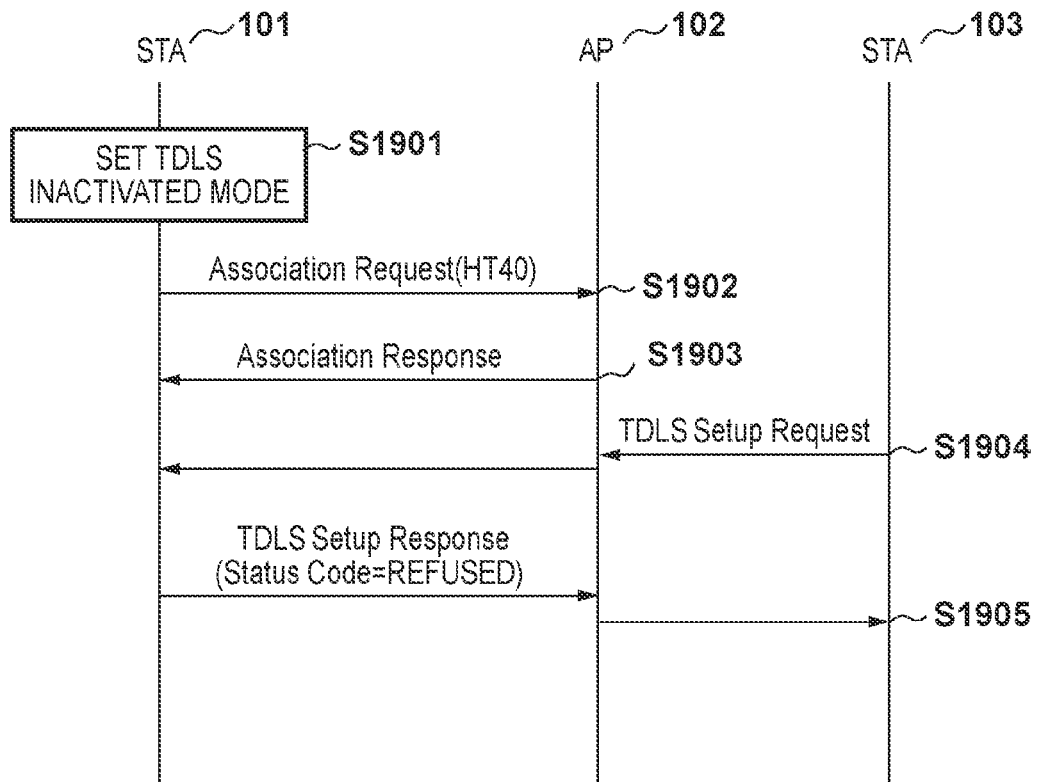 STA 101
AP 102
STA 103
SET TDLS
INACTIVATED MODE
S1901
Association Request(HT40)
S1902
Association Response
S1903
TDLS Setup Request
S1904
TDLS Setup Response
(Status Code=REFUSED)
S1905